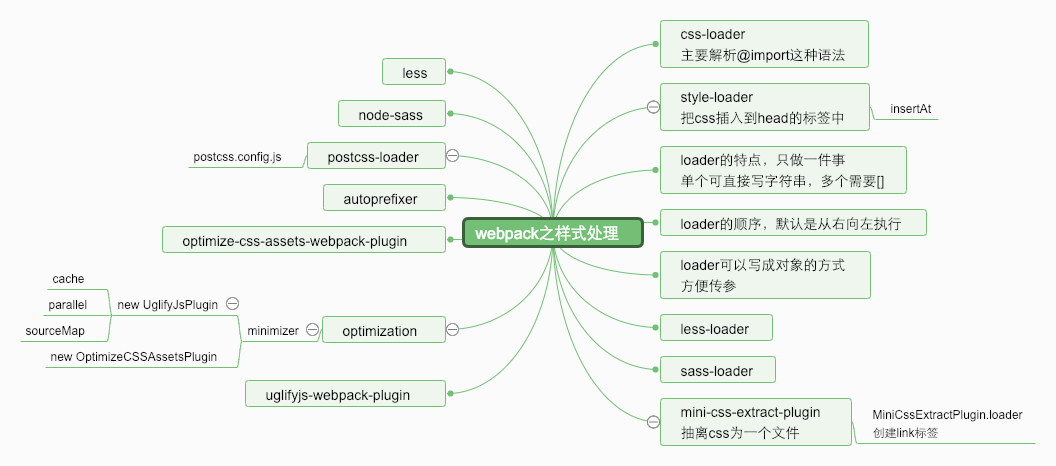 webpack之样式处理
css-loader
主要解析@import这种语法
style-loader
把css插入到head的标签中
insertAt
loader的特点，只做一件事
单个可直接写字符串，多个需要[]
loader的顺序，默认是从右向左执行
loader可以写成对象的方式
方便传参
less-loader
sass-loader
mini-css-extract-plugin
抽离css为一个文件
MiniCssExtractPlugin.loader
创建link标签
less
node-sass
postcss-loader
postcss.config.js
autoprefixer
optimize-css-assets-webpack-plugin
optimization
minimizer
new UglifyJsPlugin
cache
parallel
sourceMap
new OptimizeCSSAssetsPlugin
uglifyjs-webpack-plugin